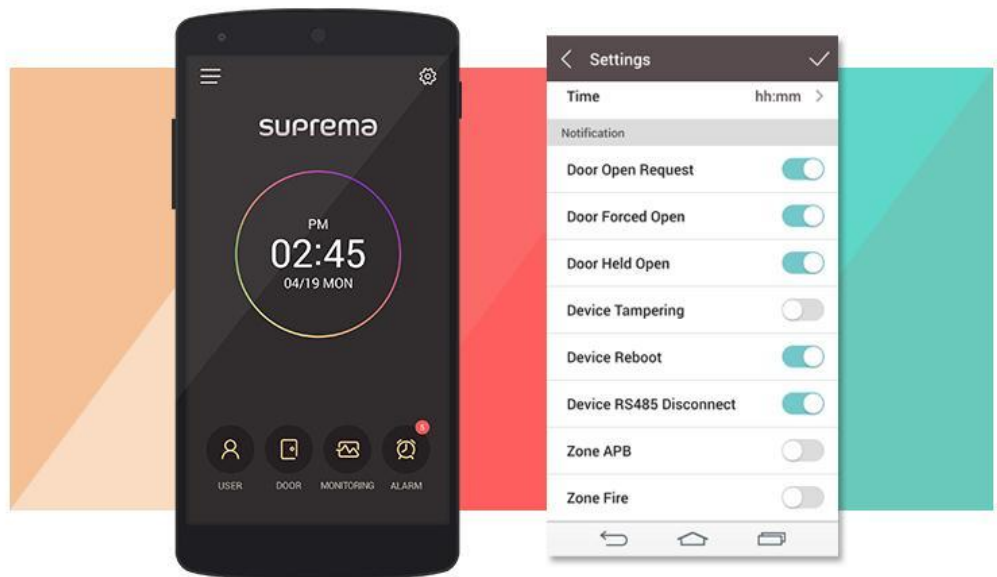 suprema
PM
02:45
04/19 MON
USER DOOR MONITORING ALARM
5
Settings
Time hh:mm
Notification
Door Open Request
Door Forced Open
Door Held Open
Device Tampering
Device Reboot
Device RS485 Disconnect
Zone APB
Zone Fire